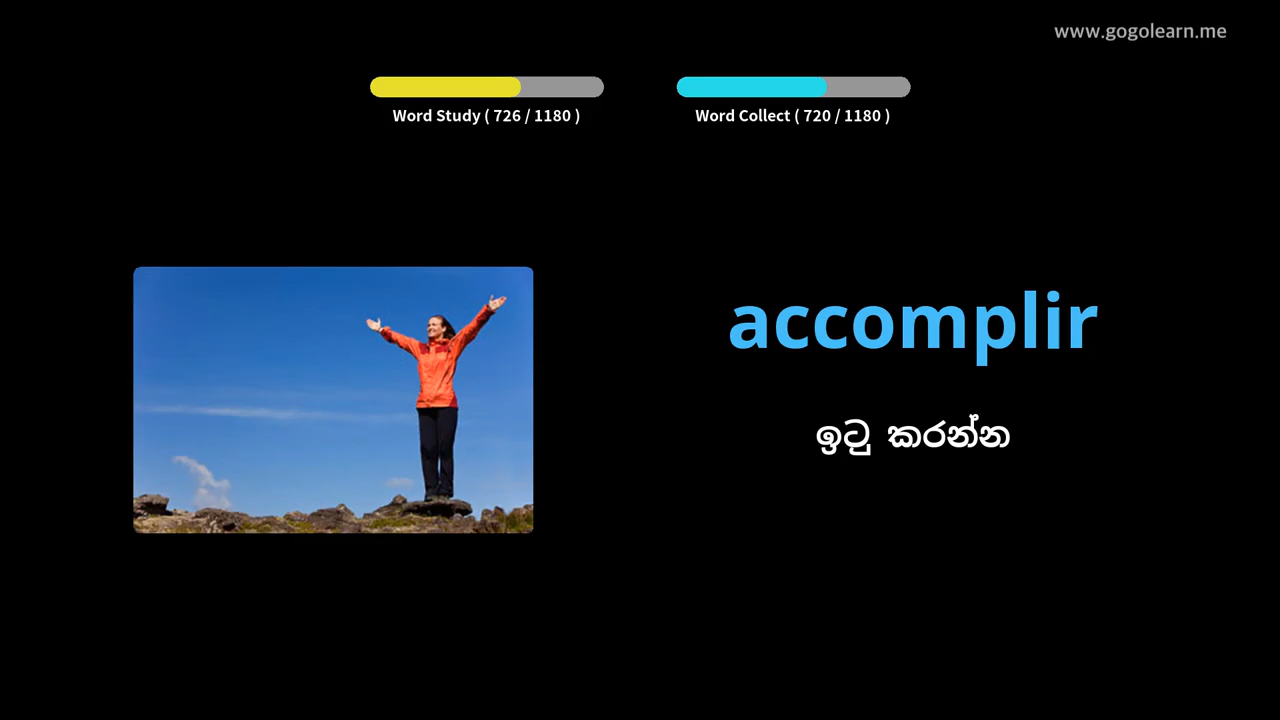 www.gogolearn.me
Word Study ( 726 / 1180 )
Word Collect ( 720 / 1180 )
accomplir
ඉටු කරන්න